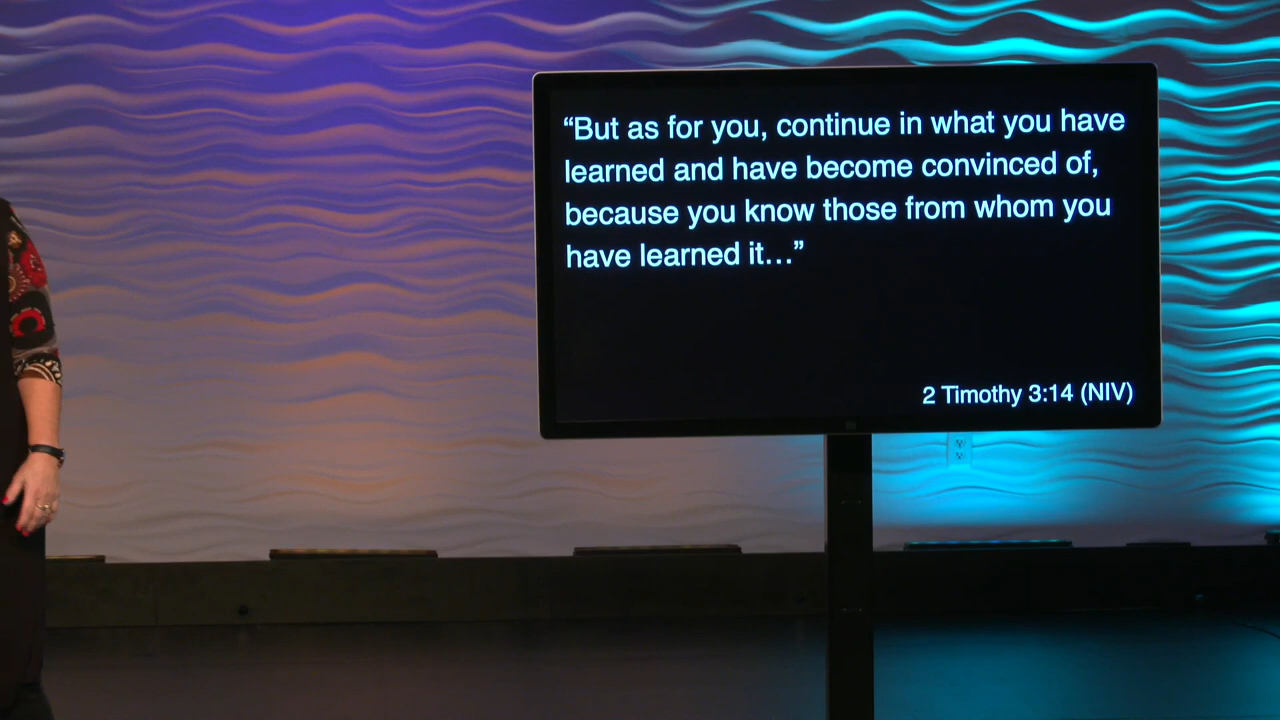 “But as for you, continue in what you have
learned and have become convinced of,
because you know those from whom you
have learned it…”
2 Timothy 3:14 (NIV)